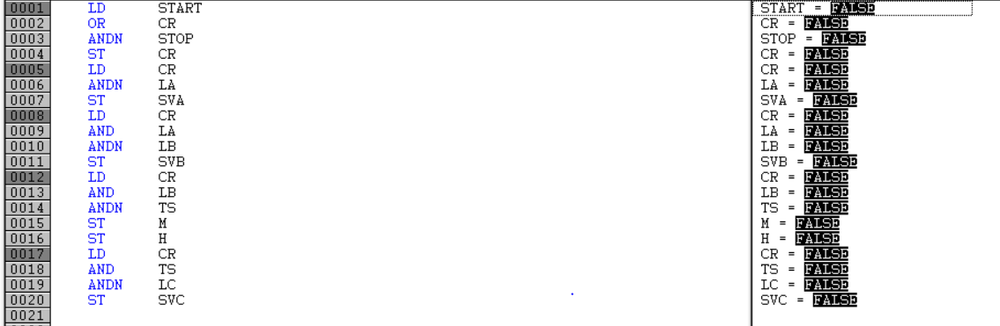 0001 LD START START = FALSE
0002 OR CR CR = FALSE
0003 ANDN STOP STOP = FALSE
0004 ST CR CR = FALSE
0005 LD CR CR = FALSE
0006 ANDN LA LA = FALSE
0007 ST SVA SVA = FALSE
0008 LD CR CR = FALSE
0009 AND LA LA = FALSE
0010 ANDN LB LB = FALSE
0011 ST SVB SVB = FALSE
0012 LD CR CR = FALSE
0013 AND LB LB = FALSE
0014 ANDN TS TS = FALSE
0015 ST M M = FALSE
0016 ST H H = FALSE
0017 LD CR CR = FALSE
0018 AND TS TS = FALSE
0019 ANDN LC LC = FALSE
0020 ST SVC SVC = FALSE
0021